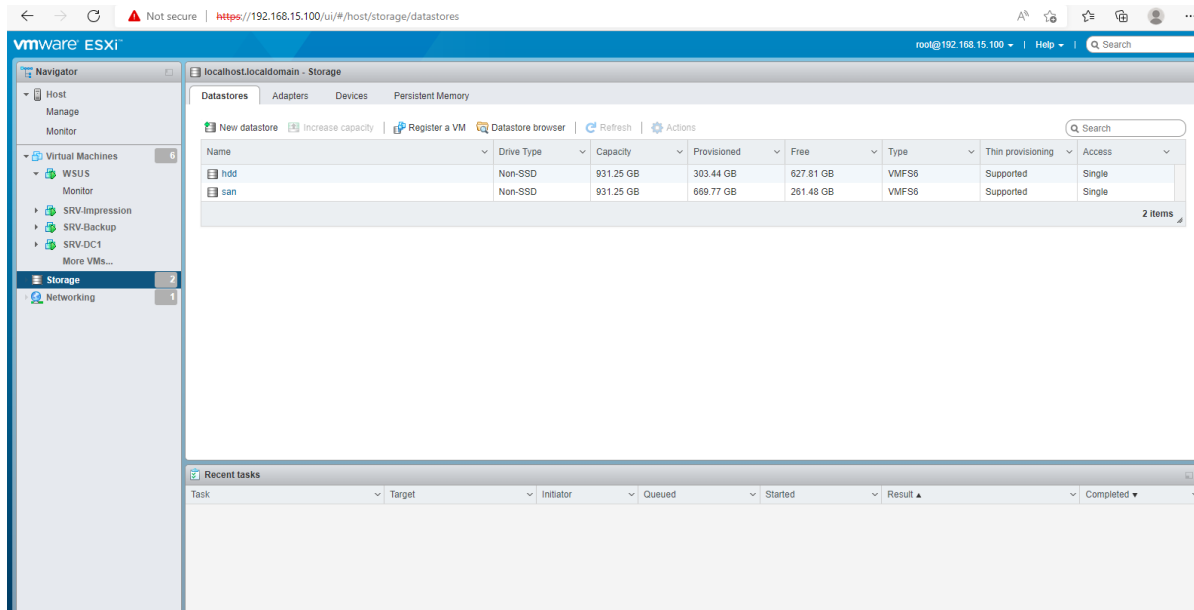 Not secure | https://192.168.15.100/ui/#/host/storage/datastores
vmware ESXi™
root@192.168.15.100 | Help | Search
Navigator
Host
Manage
Monitor
Virtual Machines 6
WSUS
Monitor
SRV-Impression
SRV-Backup
SRV-DC1
More VMs...
Storage 2
Networking 1
localhost.localdomain - Storage
Datastores Adapters Devices Persistent Memory
New datastore Increase capacity | Register a VM Datastore browser | Refresh | Actions
Search
Name Drive Type Capacity Provisioned Free Type Thin provisioning Access
hdd Non-SSD 931.25 GB 303.44 GB 627.81 GB VMFS6 Supported Single
san Non-SSD 931.25 GB 669.77 GB 261.48 GB VMFS6 Supported Single
2 items
Recent tasks
Task Target Initiator Queued Started Result ▲ Completed ▼